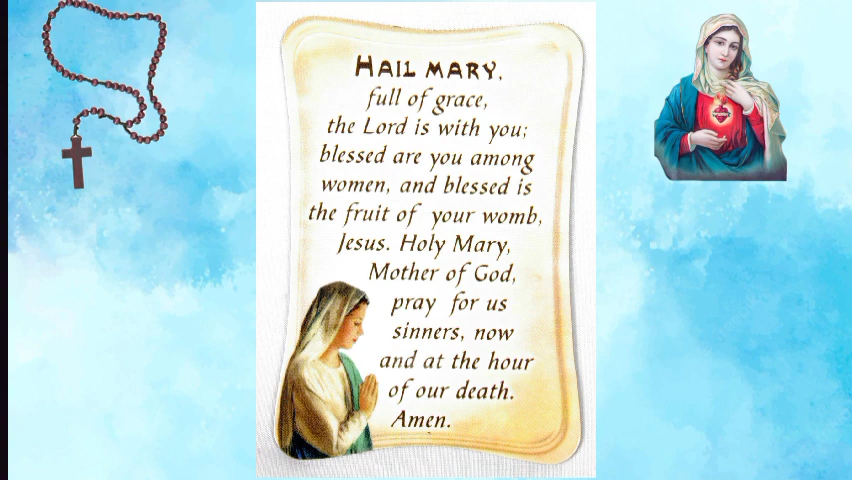 HAIL MARY,
full of grace,
the Lord is with you;
blessed are you among
women, and blessed is
the fruit of your womb,
Jesus. Holy Mary,
Mother of God,
pray for us
sinners, now
and at the hour
of our death.
Amen.